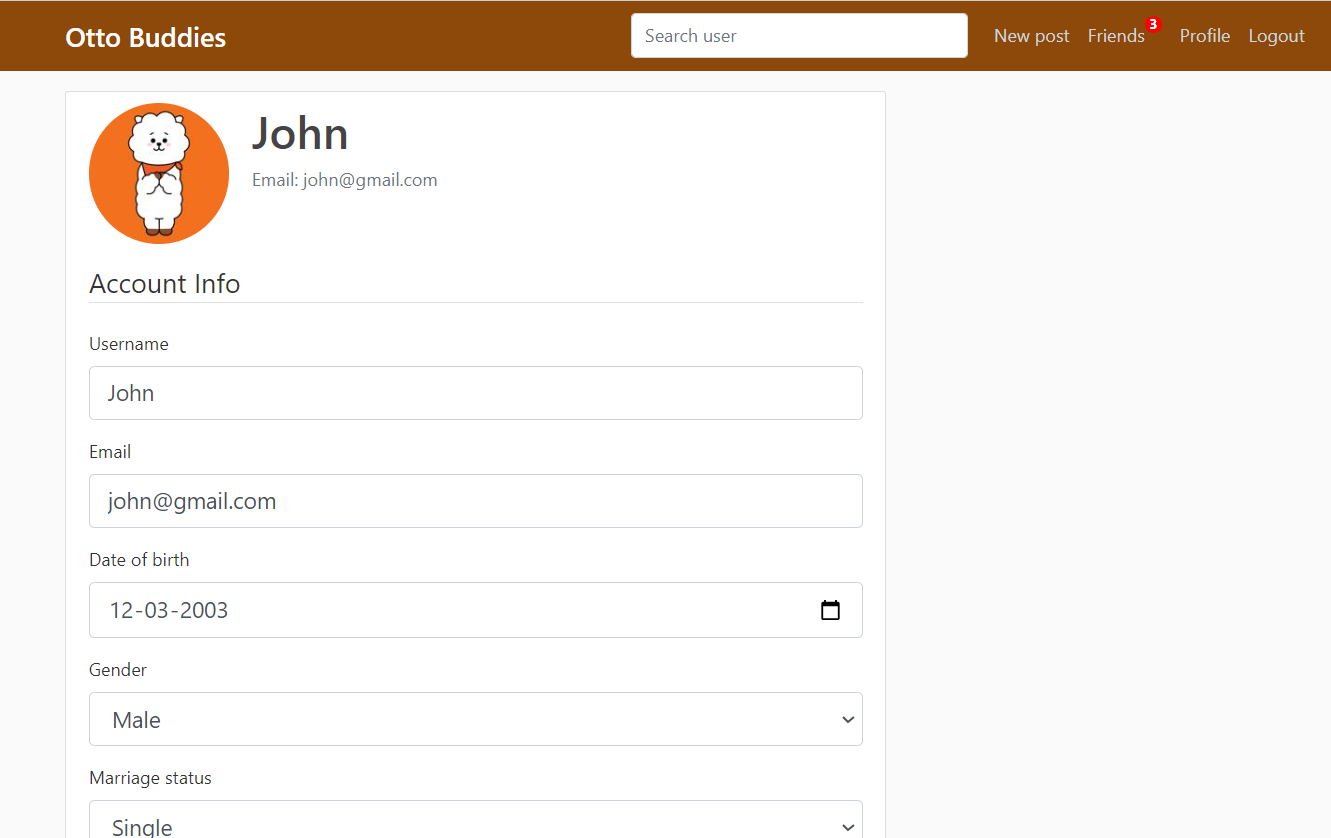 Otto Buddies
Search user
New post
Friends
3
Profile
Logout
John
Email: john@gmail.com
Account Info
Username
John
Email
john@gmail.com
Date of birth
12-03-2003
Gender
Male
Marriage status
Single